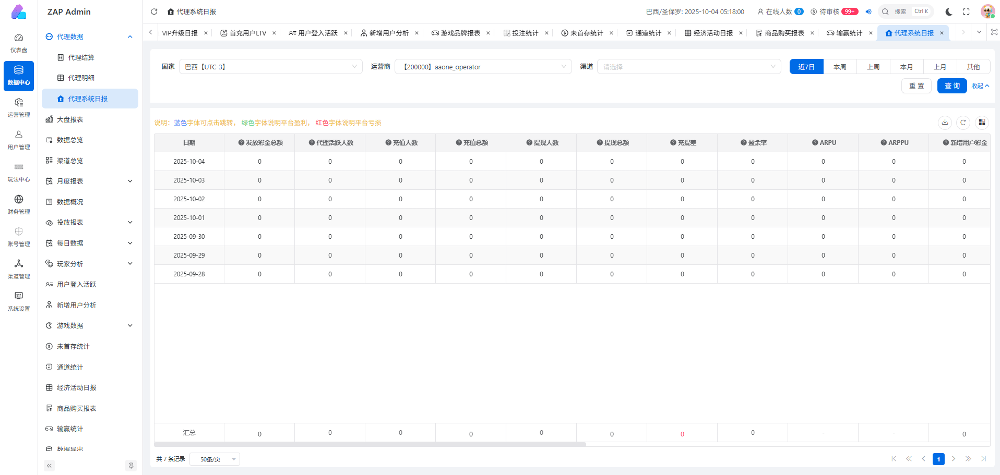 ZAP Admin
代理系统日报
巴西/圣保罗: 2025-10-04 05:18:00
在线人数 0
待审核 99+
搜索 Ctrl K
VIP升级日报 ×
首充用户LTV ×
用户登入活跃 ×
新增用户分析 ×
游戏品牌报表 ×
投注统计 ×
未首存统计 ×
通道统计 ×
经济活动日报 ×
商品购买报表 ×
输赢统计 ×
代理系统日报 ×
仪表盘
数据中心
运营管理
用户管理
玩法中心
财务管理
账号管理
渠道管理
系统设置
代理数据
代理结算
代理明细
代理系统日报
大盘报表
数据总览
渠道总览
月度报表
数据概况
投放报表
每日数据
玩家分析
用户登入活跃
新增用户分析
游戏数据
未首存统计
通道统计
经济活动日报
商品购买报表
输赢统计
数据导出
国家 巴西【UTC-3】 运营商 【200000】aaone_operator 渠道 请选择 近7日 本周 上周 本月 上月 其他
重 置 查 询 收起
说明: 蓝色字体可点击跳转, 绿色字体说明平台盈利, 红色字体说明平台亏损
日期 发放彩金总额 代理活跃人数 充值人数 充值总额 提现人数 提现总额 充提差 盈余率 ARPU ARPPU 新增用户彩金
2025-10-04 0 0 0 0 0 0 0 0 0 0 0
2025-10-03 0 0 0 0 0 0 0 0 0 0 0
2025-10-02 0 0 0 0 0 0 0 0 0 0 0
2025-10-01 0 0 0 0 0 0 0 0 0 0 0
2025-09-30 0 0 0 0 0 0 0 0 0 0 0
2025-09-29 0 0 0 0 0 0 0 0 0 0 0
2025-09-28 0 0 0 0 0 0 0 0 0 0 0
汇总 0 0 0 0 0 0 0 0 - - 0
共 7 条记录 50条/页 1